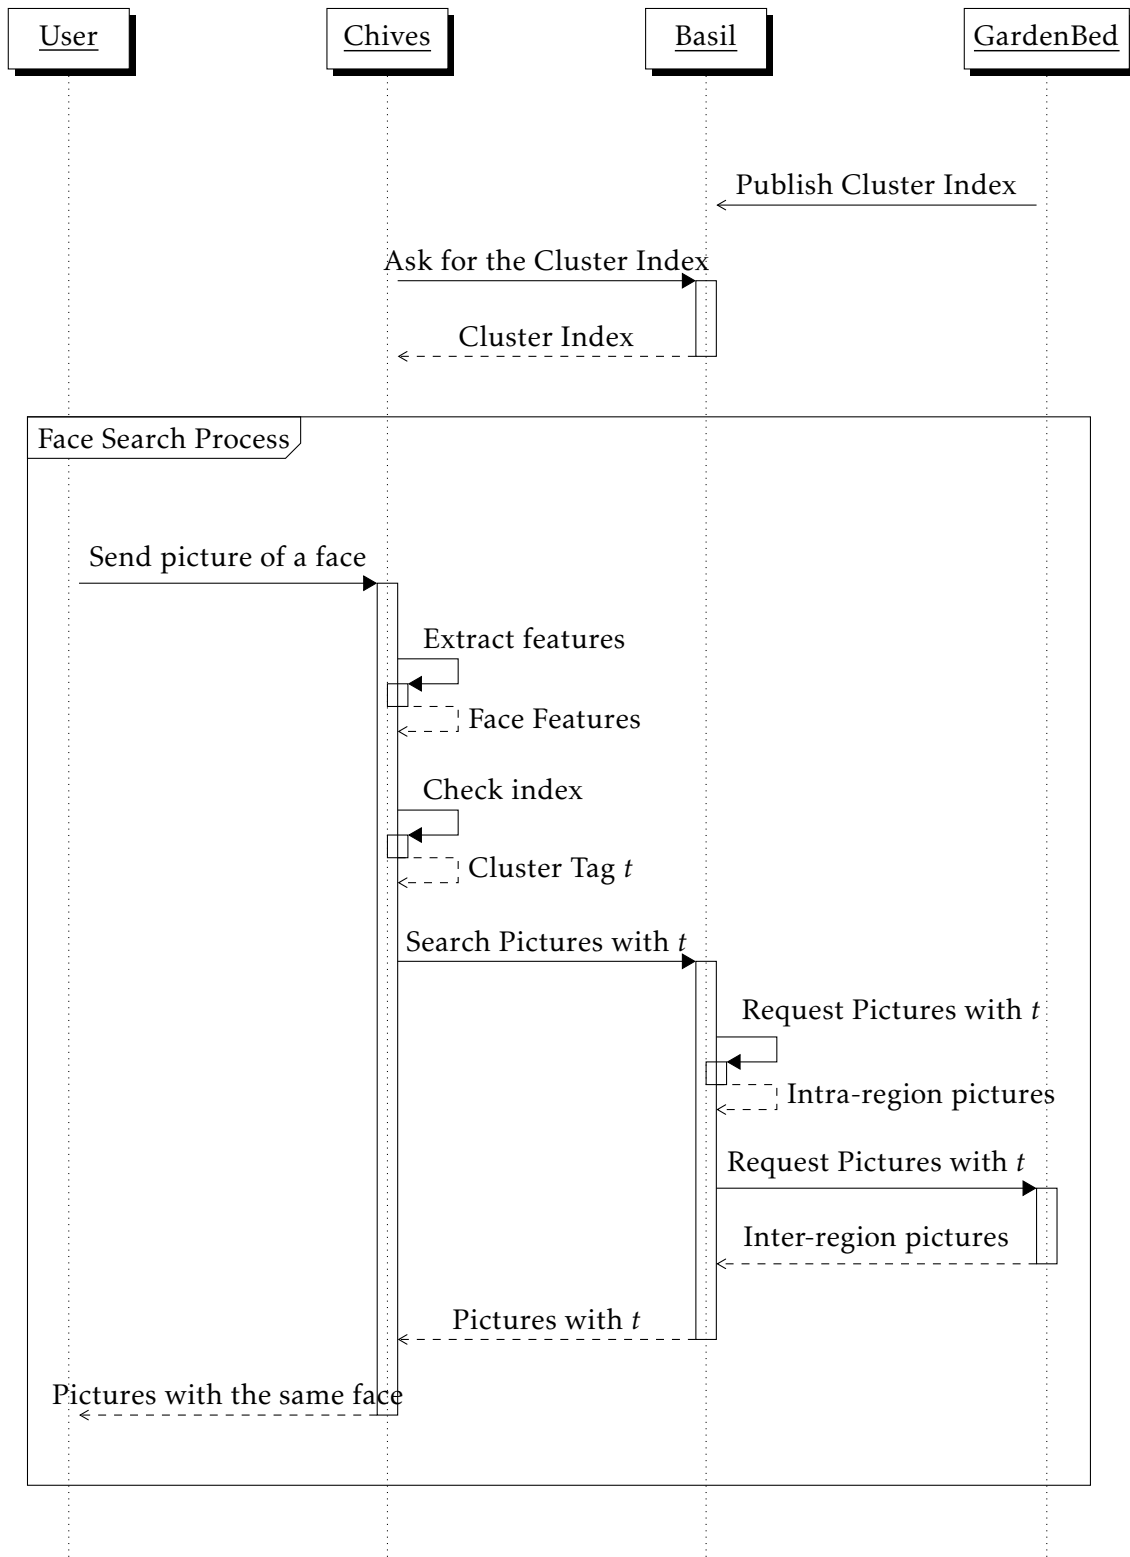 User
Chives
Basil
GardenBed
Publish Cluster Index
Ask for the Cluster Index
Cluster Index
Face Search Process
Send picture of a face
Extract features
Face Features
Check index
Cluster Tag t
Search Pictures with t
Request Pictures with t
Intra-region pictures
Request Pictures with t
Inter-region pictures
Pictures with t
Pictures with the same face